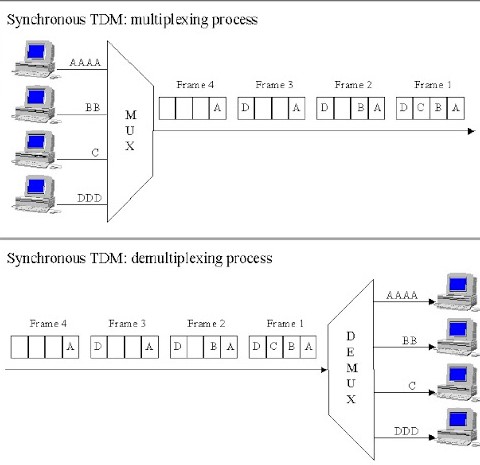 Synchronous TDM: multiplexing process
AAAA
BB
C
DDD
M
U
X
Frame 4 Frame 3 Frame 2 Frame 1
A D A D B A D C B A
Synchronous TDM: demultiplexing process
Frame 4 Frame 3 Frame 2 Frame 1
A D A D B A D C B A
D
E
M
U
X
AAAA
BB
C
DDD